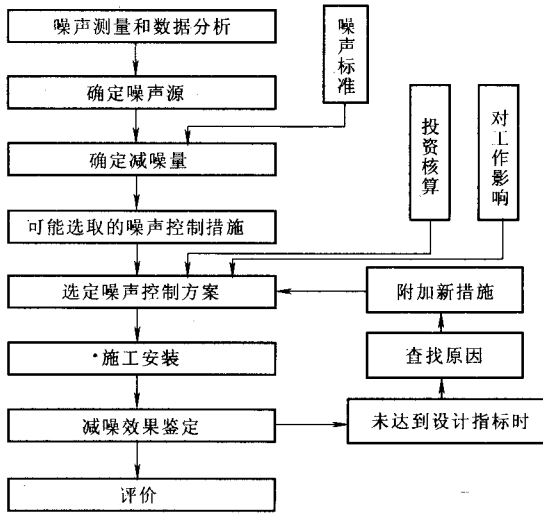 噪声测量和数据分析
噪声标准
确定噪声源
投资核算
对工作影响
确定减噪量
可能选取的噪声控制措施
选定噪声控制方案
附加新措施
施工安装
查找原因
减噪效果鉴定
未达到设计指标时
评价